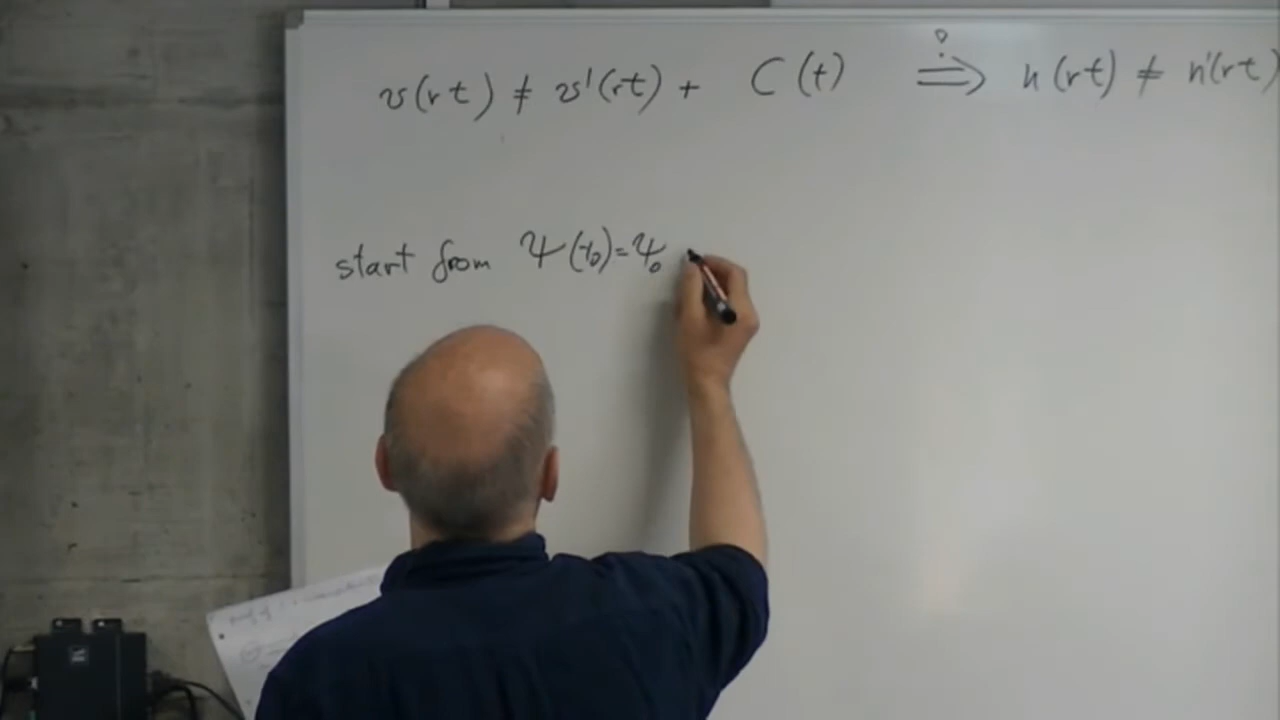 v(rt) ≠ v'(rt) + C(t) ⟹ n(rt) ≠ n'(rt)
start from Ψ(t₀)=Ψ₀